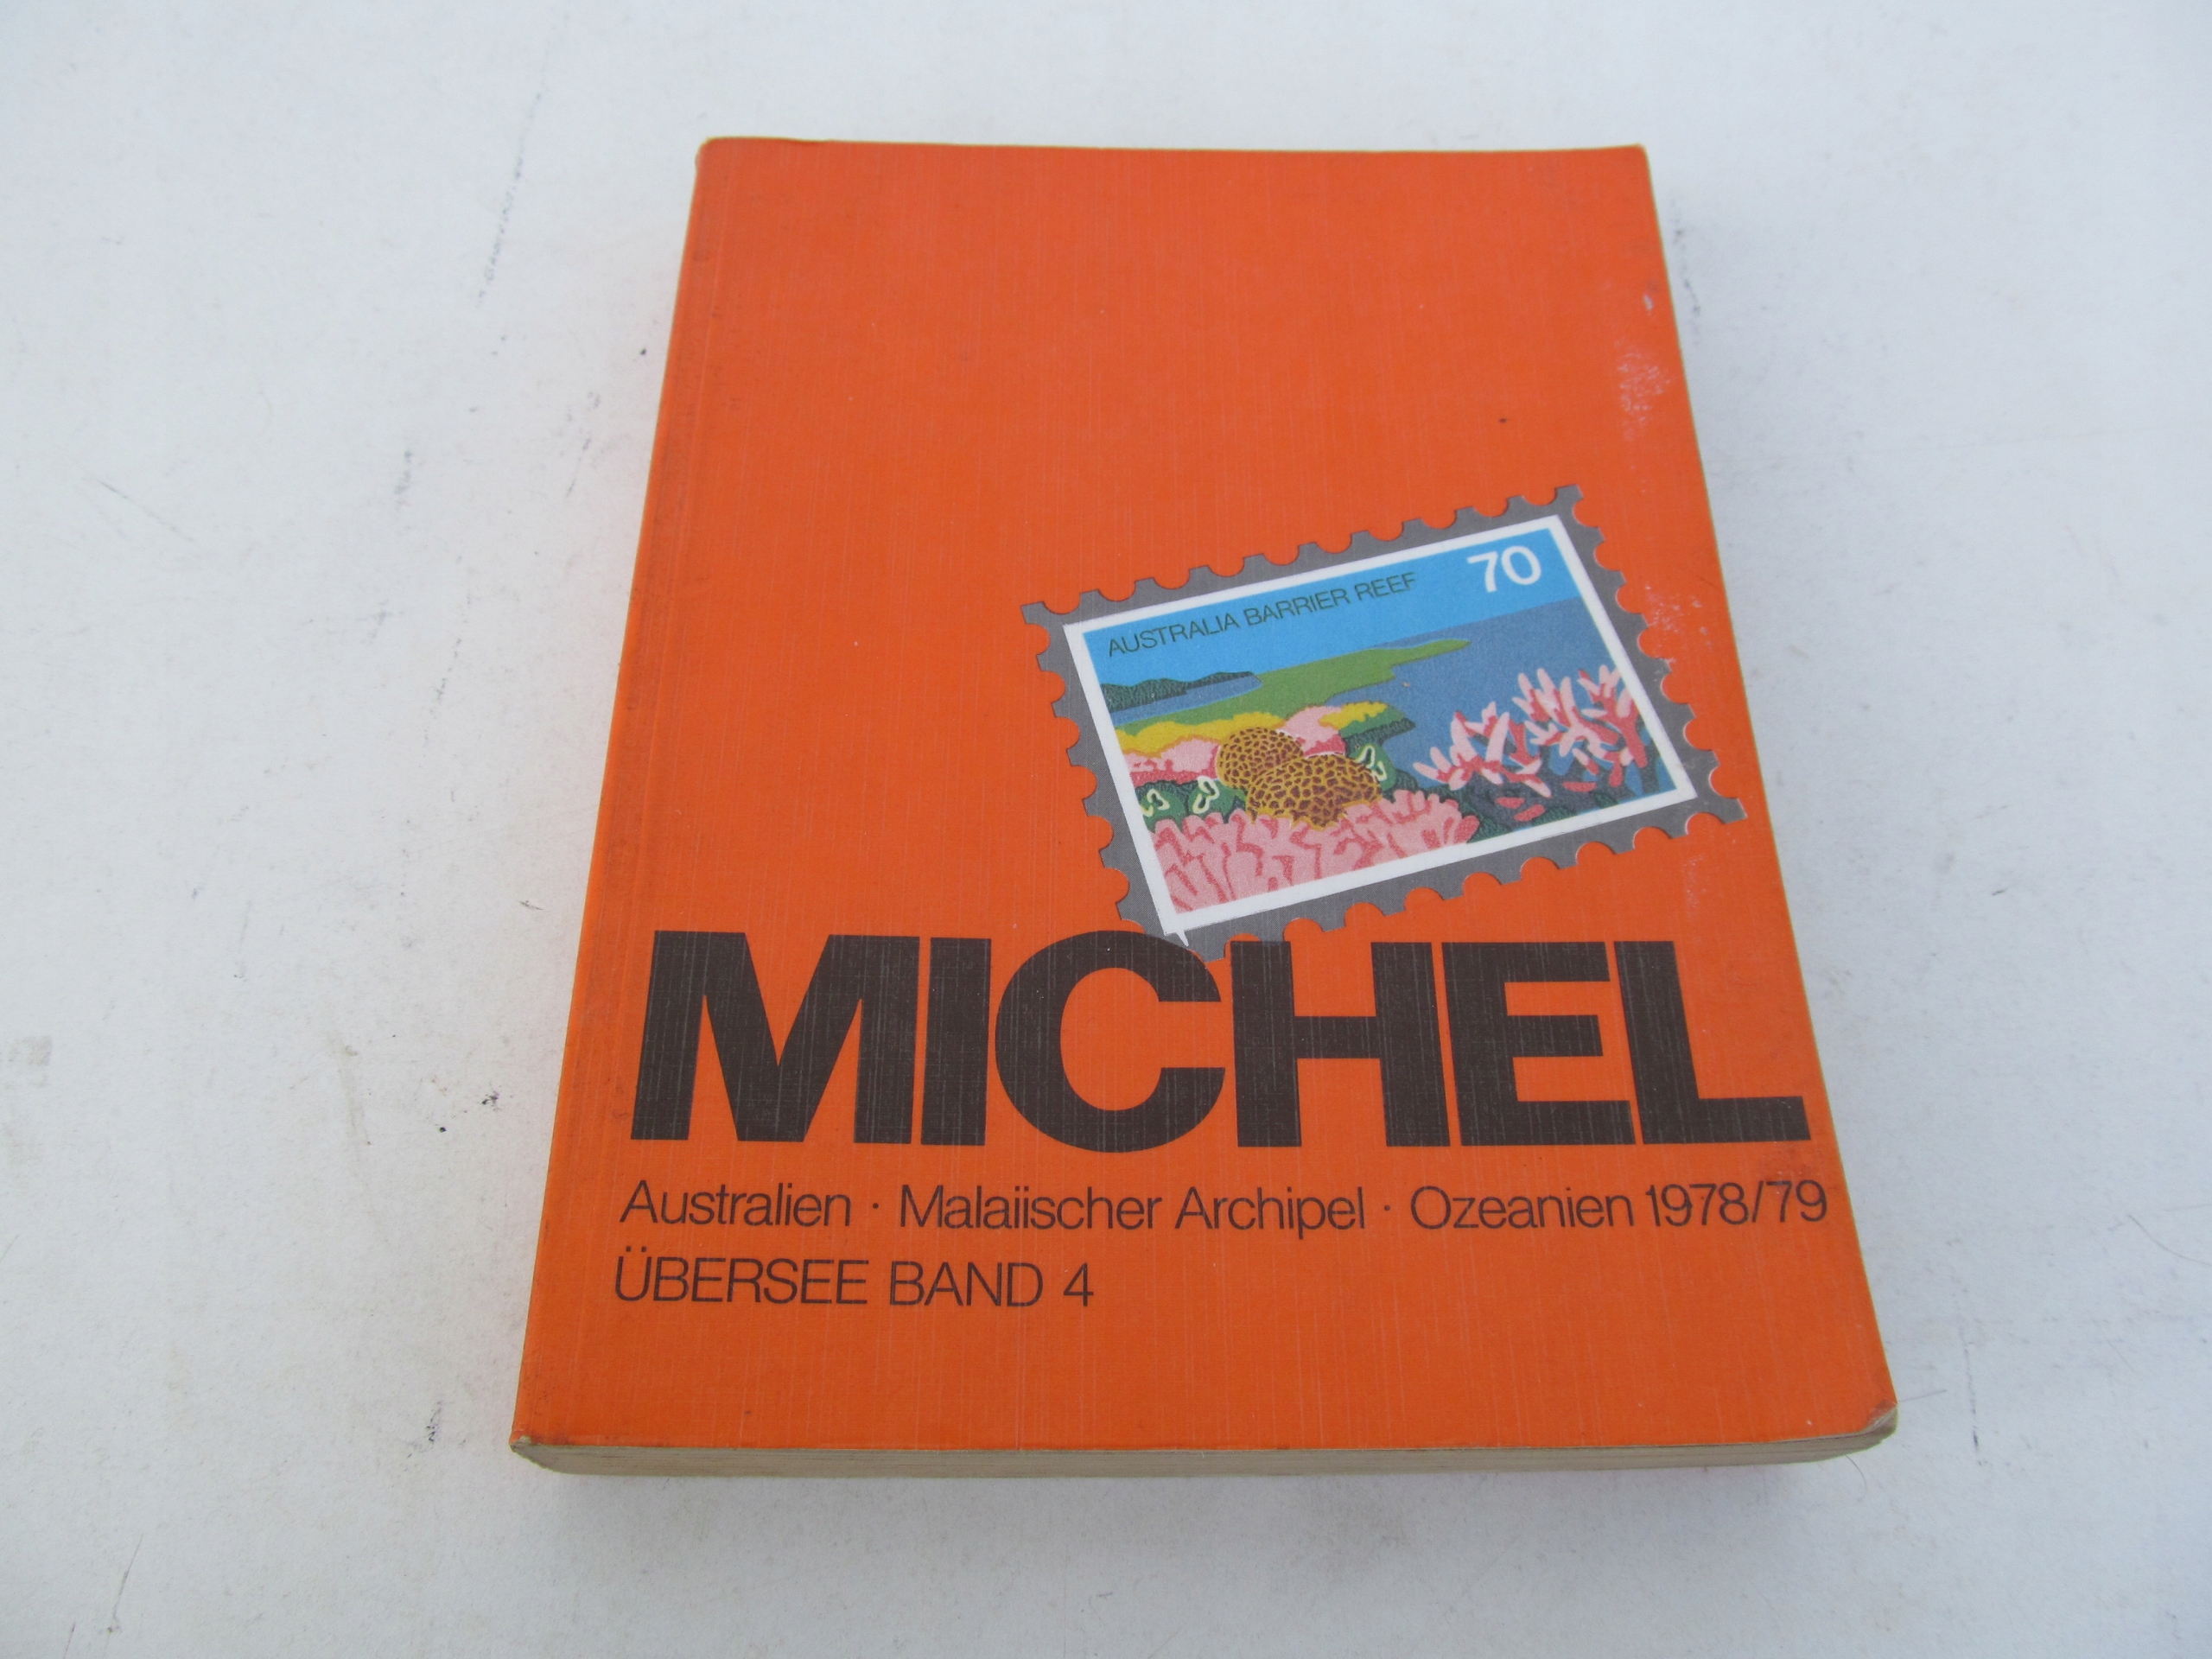 AUSTRALIA BARRIER REEF 70
MICHEL
Australien · Malaiischer Archipel · Ozeanien 1978/79
ÜBERSEE BAND 4